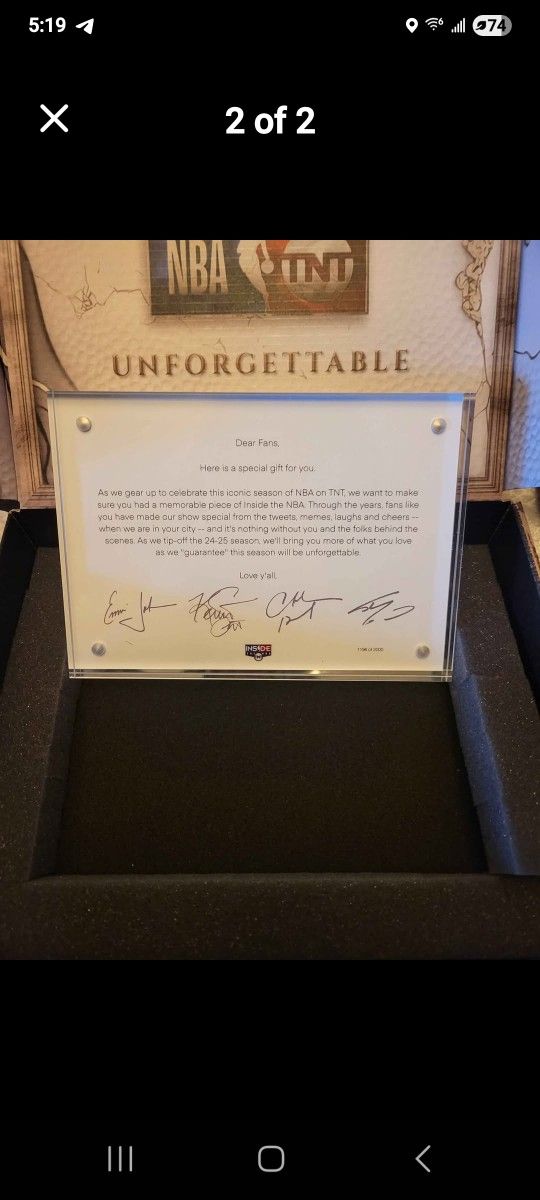 5:19
74
2 of 2
NBA TNT
UNFORGETTABLE
Dear Fans,
Here is a special gift for you.
As we gear up to celebrate this iconic season of NBA on TNT, we want to make
sure you had a memorable piece of Inside the NBA. Through the years, fans like
you have made our show special from the tweets, memes, laughs and cheers --
when we are in your city -- and it's nothing without you and the folks behind the
scenes. As we tip-off the 24-25 season, we'll bring you more of what you love
as we "guarantee" this season will be unforgettable.
Love y'all,
INSIDE